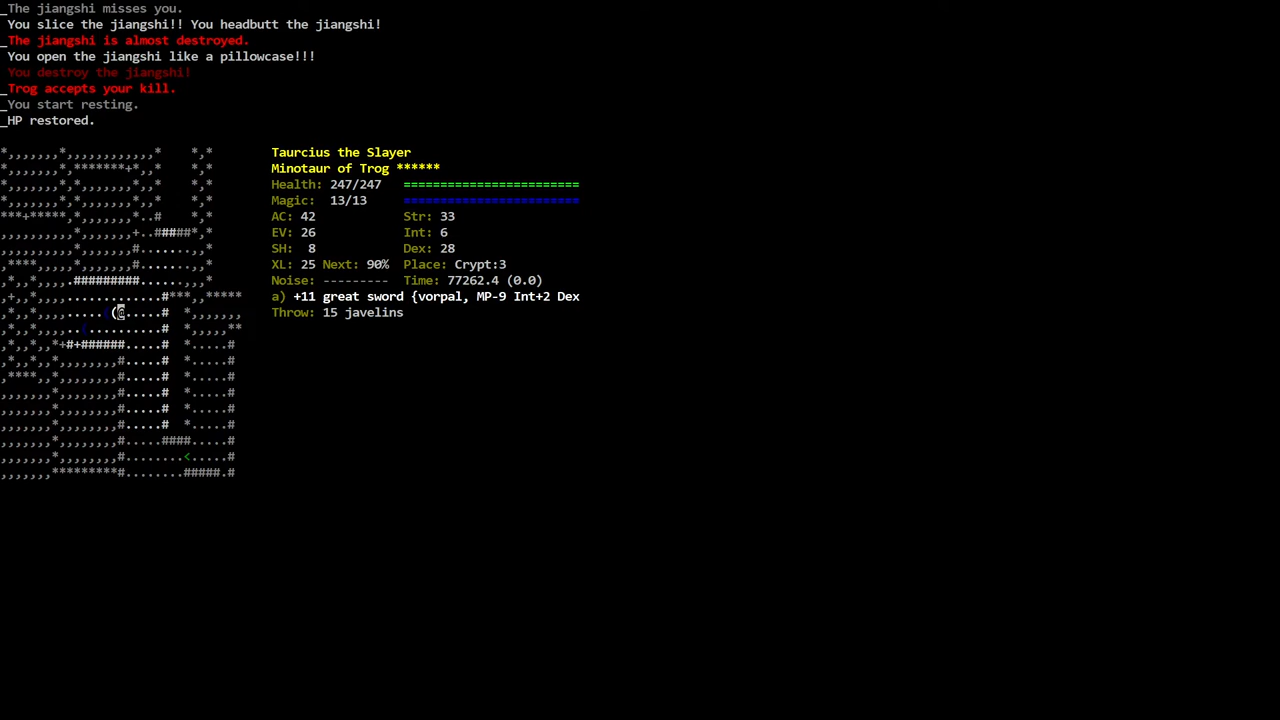 _The jiangshi misses you.
You slice the jiangshi!! You headbutt the jiangshi!
_The jiangshi is almost destroyed.
You open the jiangshi like a pillowcase!!!
You destroy the jiangshi!
_Trog accepts your kill.
_You start resting.
_HP restored.
Taurcius the Slayer
Minotaur of Trog ******
Health: 247/247 ========================
Magic: 13/13 ========================
AC: 42 Str: 33
EV: 26 Int: 6
SH: 8 Dex: 28
XL: 25 Next: 90% Place: Crypt:3
Noise: --------- Time: 77262.4 (0.0)
a) +11 great sword {vorpal, MP-9 Int+2 Dex
Throw: 15 javelins